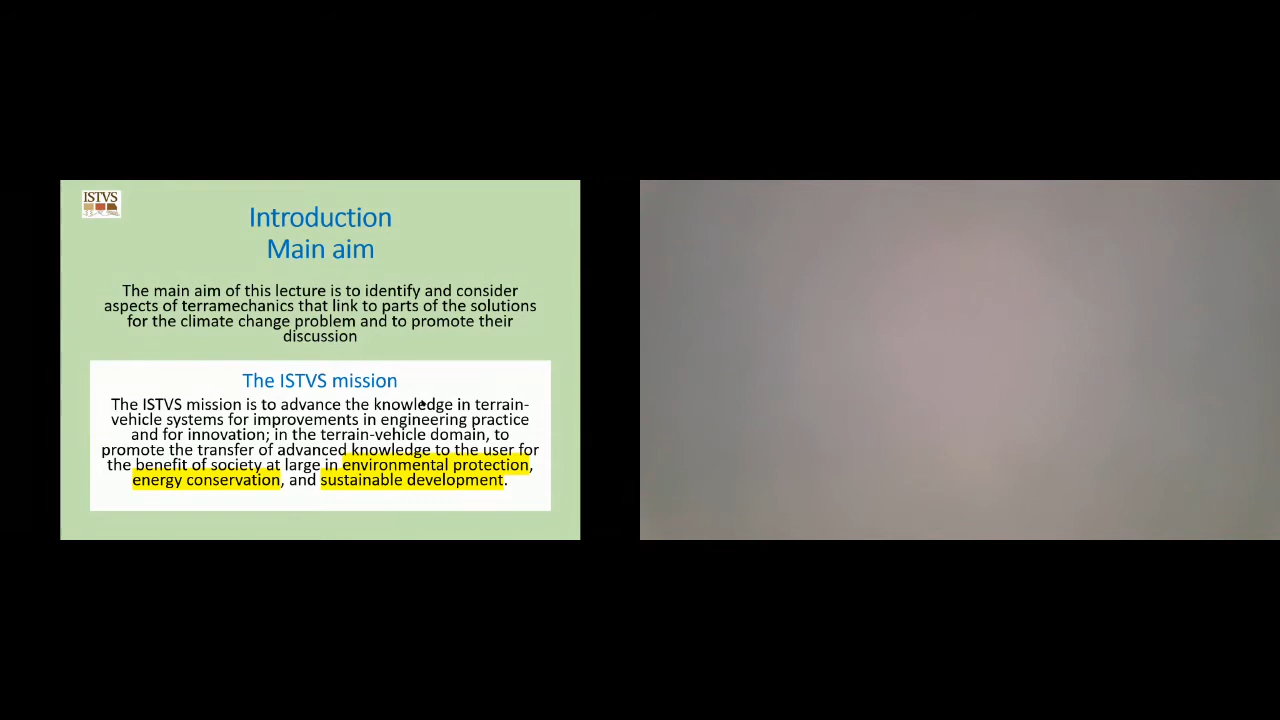 ISTVS
Introduction
Main aim
The main aim of this lecture is to identify and consider
aspects of terramechanics that link to parts of the solutions
for the climate change problem and to promote their
discussion
The ISTVS mission
The ISTVS mission is to advance the knowledge in terrain-
vehicle systems for improvements in engineering practice
and for innovation; in the terrain-vehicle domain, to
promote the transfer of advanced knowledge to the user for
the benefit of society at large in environmental protection,
energy conservation, and sustainable development.